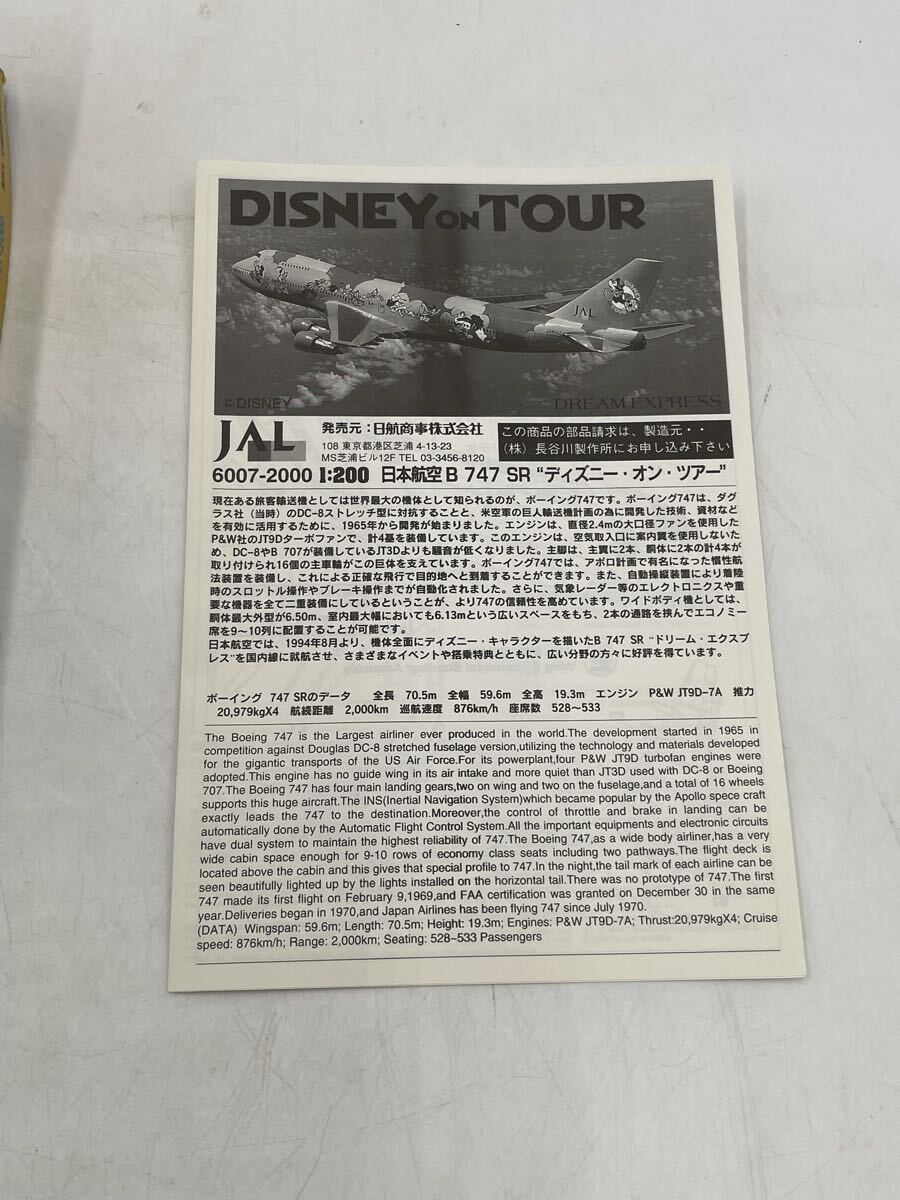 DISNEY ON TOUR
JAL
© DISNEY
DREAM EXPRESS
JAL
発売元:日航商事株式会社
108 東京都港区芝浦 4-13-23
MS芝浦ビル12F TEL 03-3456-8120
この商品の部品請求は、製造元・・
(株)長谷川製作所にお申し込み下さい
6007-2000 1:200 日本航空 B 747 SR “ディズニー・オン・ツアー”
現在ある旅客輸送機としては世界最大の機体として知られるのが、ボーイング747です。ボーイング747は、ダグ
ラス社(当時)のDC-8ストレッチ型に対抗することと、米空軍の巨人輸送機計画の為に開発した技術、資材など
を有効に活用するために、1965年から開発が始まりました。エンジンは、直径2.4mの大口径ファンを使用した
P&W社のJT9Dターボファンで、計4基を装備しています。このエンジンは、空気取入口に案内翼を使用しないた
め、DC-8やB 707が装備しているJT3Dよりも騒音が低くなりました。主脚は、主翼に2本、胴体に2本の計4本が
取り付けられ16個の主車輪がこの巨体を支えています。ボーイング747では、アポロ計画で有名になった慣性航
法装置を装備し、これによる正確な飛行で目的地へと到着することができます。また、自動操縦装置により着陸
時のスロットル操作やブレーキ操作までが自動化されました。さらに、気象レーダー等のエレクトロニクスや重
要な機器を全て二重装備にしているということが、より747の信頼性を高めています。ワイドボディ機としては、
胴体最大外型が6.50m、室内最大幅においても6.13mという広いスペースをもち、2本の通路を挟んでエコノミー
席を9〜10列に配置することが可能です。
日本航空では、1994年8月より、機体全面にディズニー・キャラクターを描いたB 747 SR “ドリーム・エクスプ
レス”を国内線に就航させ、さまざまなイベントや搭乗特典とともに、広い分野の方々に好評を得ています。
ボーイング 747 SRのデータ 全長 70.5m 全幅 59.6m 全高 19.3m エンジン P&W JT9D-7A 推力
20,979kgX4 航続距離 2,000km 巡航速度 876km/h 座席数 528〜533
The Boeing 747 is the Largest airliner ever produced in the world.The development started in 1965 in
competition against Douglas DC-8 stretched fuselage version,utilizing the technology and materials developed
for the gigantic transports of the US Air Force.For its powerplant,four P&W JT9D turbofan engines were
adopted.This engine has no guide wing in its air intake and more quiet than JT3D used with DC-8 or Boeing
707.The Boeing 747 has four main landing gears,two on wing and two on the fuselage,and a total of 16 wheels
supports this huge aircraft.The INS(Inertial Navigation System)which became popular by the Apollo spece craft
exactly leads the 747 to the destination.Moreover,the control of throttle and brake in landing can be
automatically done by the Automatic Flight Control System.All the important equipments and electronic circuits
have dual system to maintain the highest reliability of 747.The Boeing 747,as a wide body airliner,has a very
wide cabin space enough for 9-10 rows of economy class seats including two pathways.The flight deck is
located above the cabin and this gives that special profile to 747.In the night,the tail mark of each airline can be
seen beautifully lighted up by the lights installed on the horizontal tail.There was no prototype of 747.The first
747 made its first flight on February 9,1969,and FAA certification was granted on December 30 in the same
year.Deliveries began in 1970,and Japan Airlines has been flying 747 since July 1970.
(DATA) Wingspan: 59.6m; Length: 70.5m; Height: 19.3m; Engines: P&W JT9D-7A; Thrust:20,979kgX4; Cruise
speed: 876km/h; Range: 2,000km; Seating: 528~533 Passengers